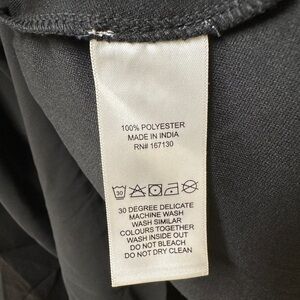 100% POLYESTER
MADE IN INDIA
RN# 167130
30
30 DEGREE DELICATE
MACHINE WASH
WASH SIMILAR
COLOURS TOGETHER
WASH INSIDE OUT
DO NOT BLEACH
DO NOT DRY CLEAN